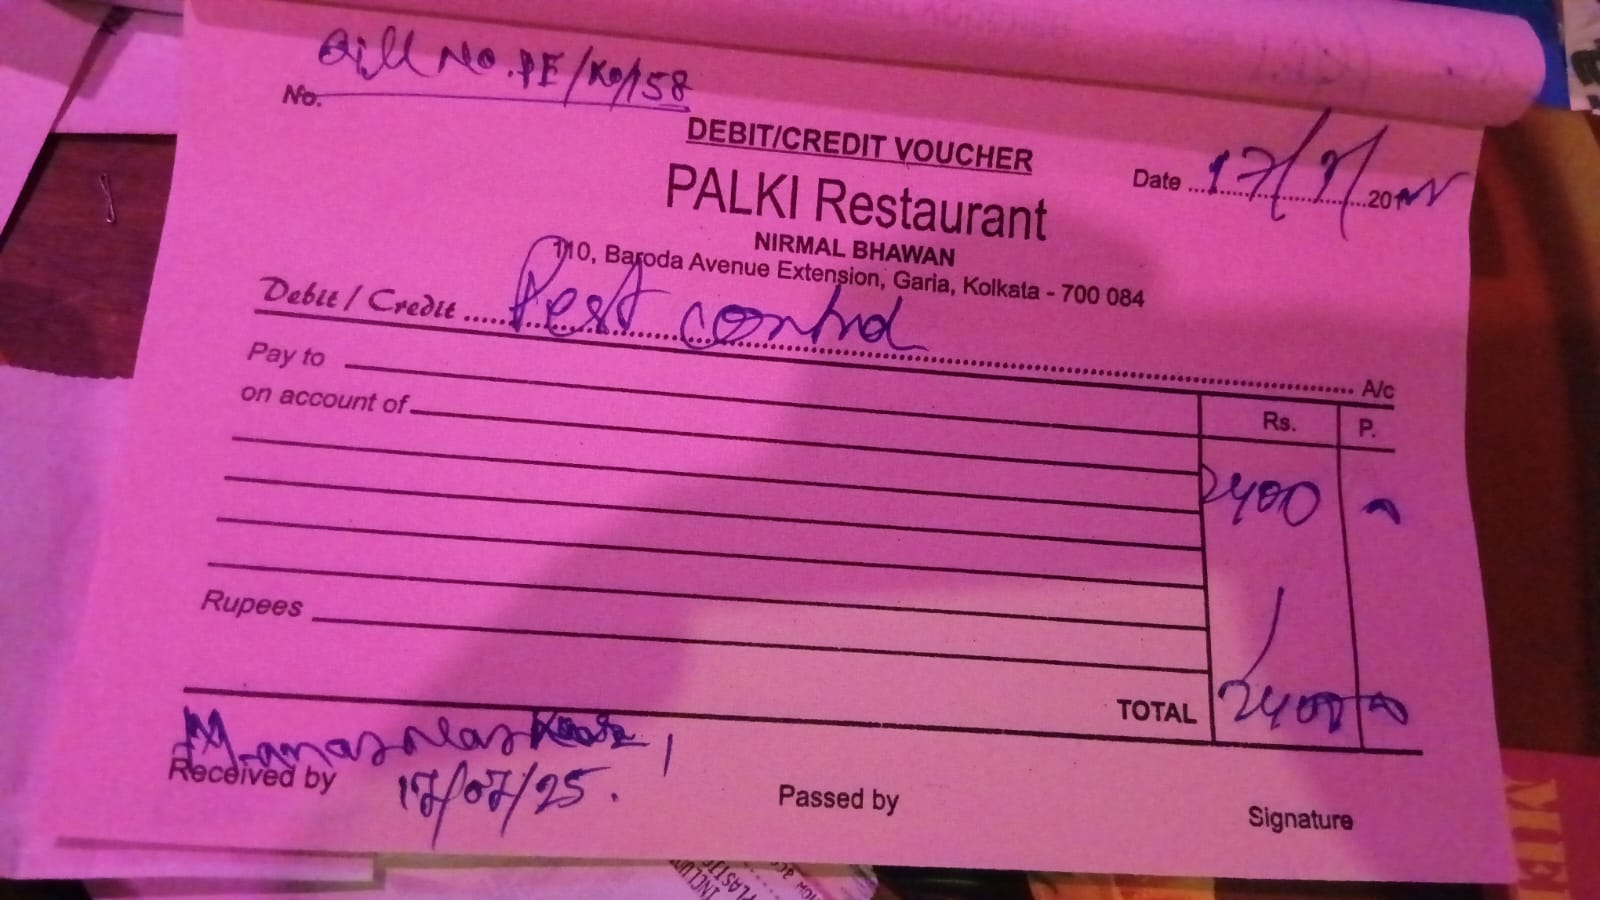 Bill No. PE/KO/158
No.
DEBIT/CREDIT VOUCHER
Date 17/7/20
PALKI Restaurant
NIRMAL BHAWAN
110, Baroda Avenue Extension, Garia, Kolkata - 700 084
Debit / Credit Pest control A/c
Pay to
Rs. P.
on account of
2400
Rupees
TOTAL 2400
Manas
Received by 17/07/25.
Passed by
Signature